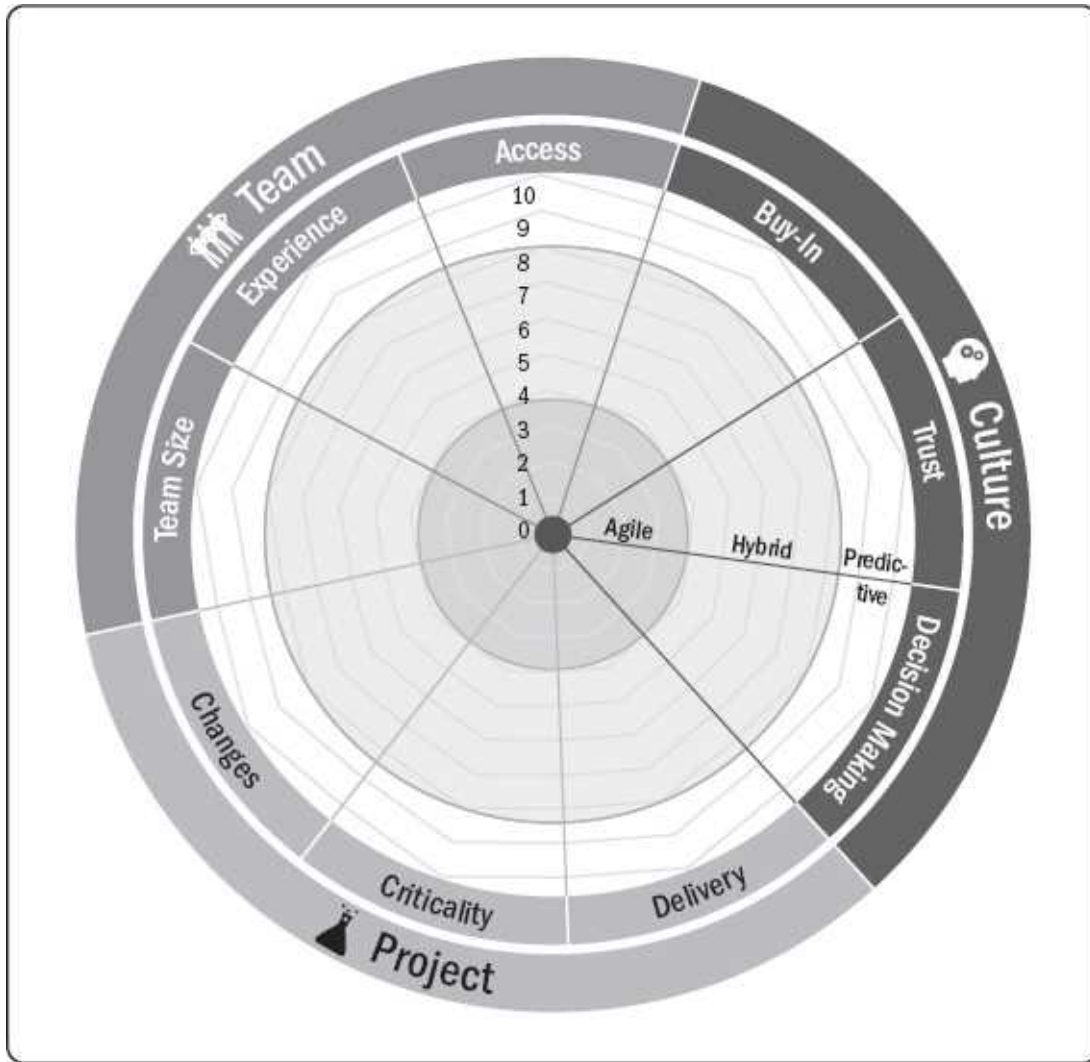 Team
Culture
Project
Access
Buy-In
Trust
Decision Making
Delivery
Criticality
Changes
Team Size
Experience
10
9
8
7
6
5
4
3
2
1
0
Agile
Hybrid
Predic-
tive